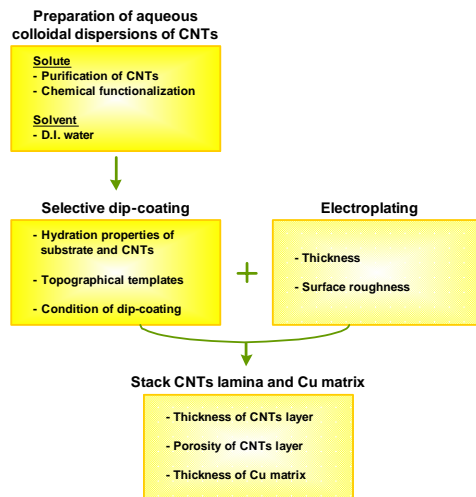 Preparation of aqueous
colloidal dispersions of CNTs
Solute
- Purification of CNTs
- Chemical functionalization
Solvent
- D.I. water
Selective dip-coating
- Hydration properties of
substrate and CNTs
- Topographical templates
- Condition of dip-coating
+
Electroplating
- Thickness
- Surface roughness
Stack CNTs lamina and Cu matrix
- Thickness of CNTs layer
- Porosity of CNTs layer
- Thickness of Cu matrix